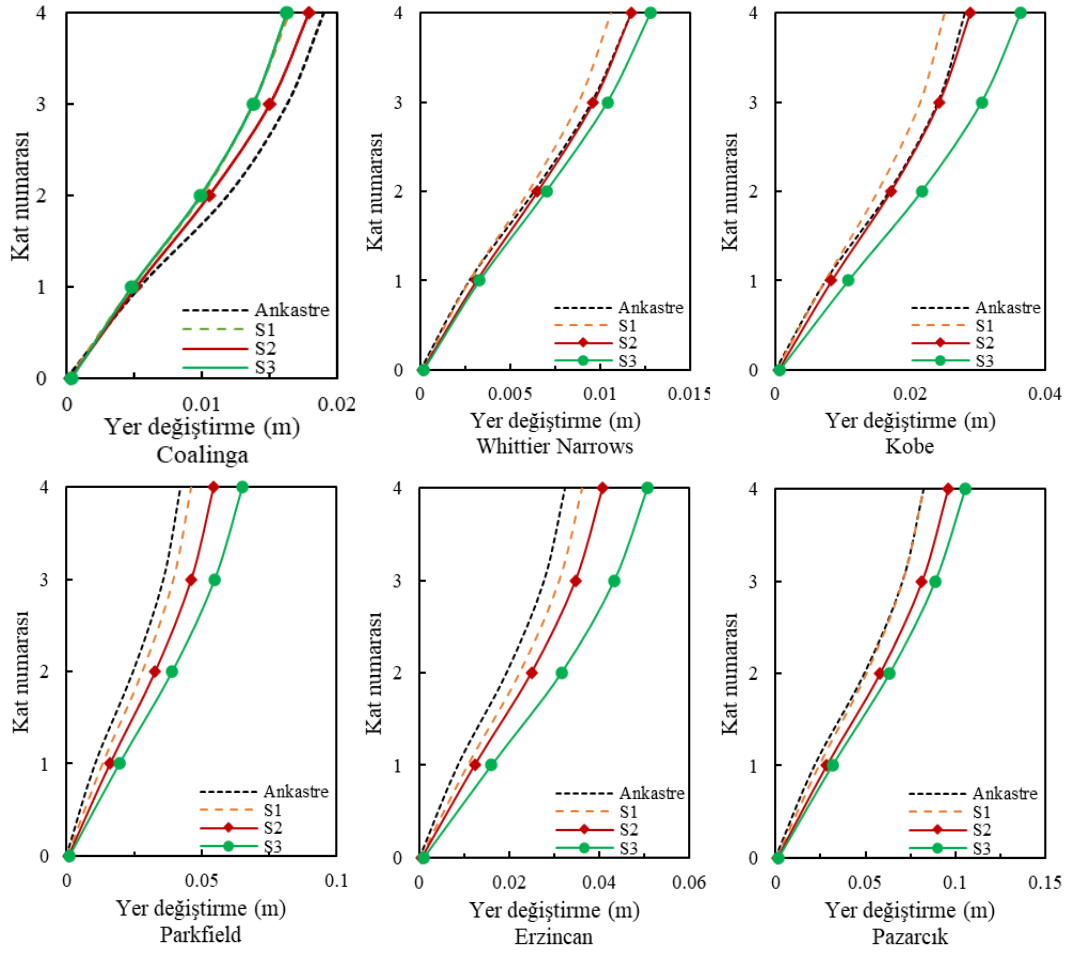 Kat numarası
4
3
2
1
0
Ankastre
S1
S2
S3
0
0.01
0.02
Yer değiştirme (m)
Coalinga
Kat numarası
4
3
2
1
0
Ankastre
S1
S2
S3
0
0.005
0.01
0.015
Yer değiştirme (m)
Whittier Narrows
Kat numarası
4
3
2
1
0
Ankastre
S1
S2
S3
0
0.02
0.04
Yer değiştirme (m)
Kobe
Kat numarası
4
3
2
1
0
Ankastre
S1
S2
S3
0
0.05
0.1
Yer değiştirme (m)
Parkfield
Kat numarası
4
3
2
1
0
Ankastre
S1
S2
S3
0
0.02
0.04
0.06
Yer değiştirme (m)
Erzincan
Kat numarası
4
3
2
1
0
Ankastre
S1
S2
S3
0
0.05
0.1
0.15
Yer değiştirme (m)
Pazarcık